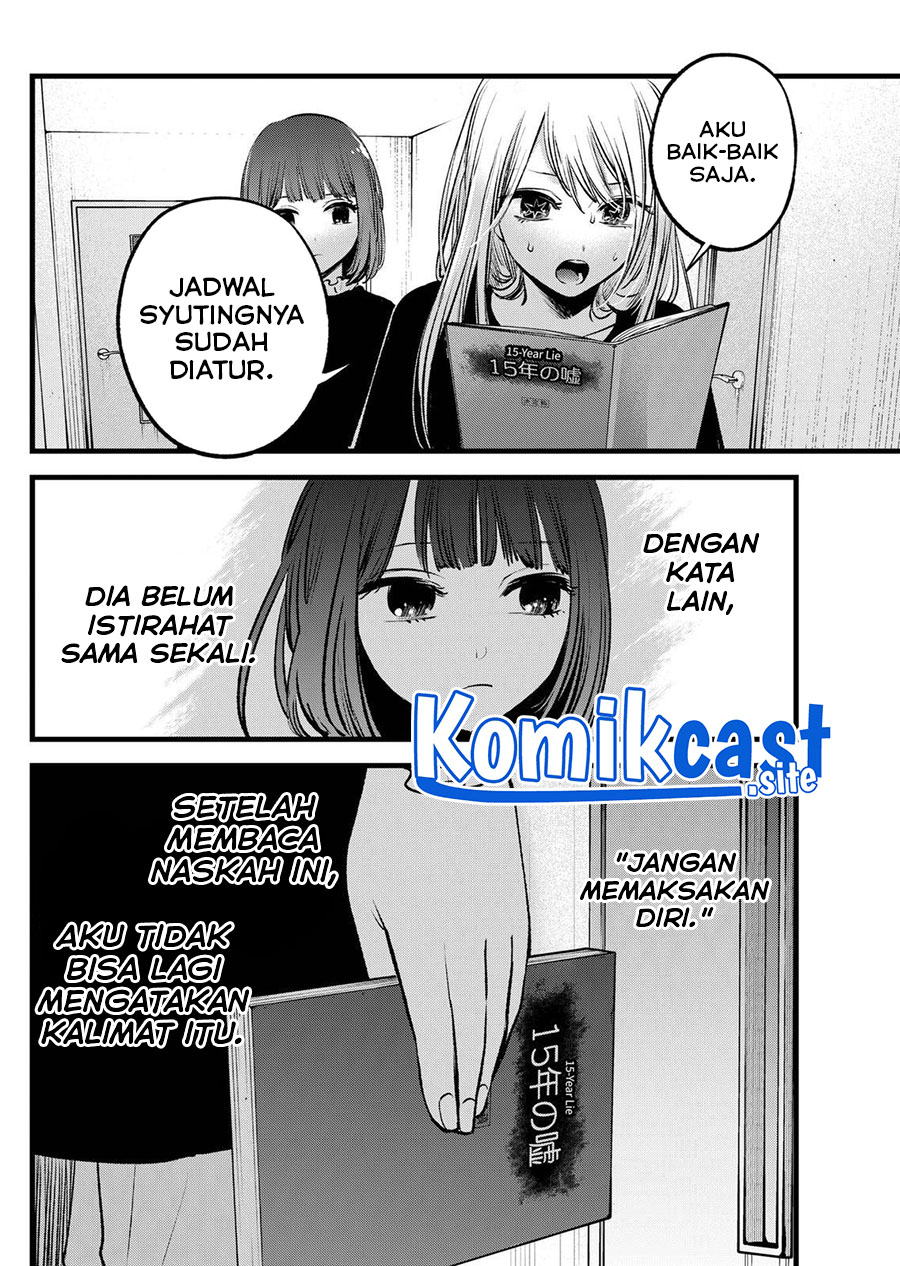 AKU
BAIK-BAIK
SAJA.
JADWAL
SYUTINGNYA
SUDAH
DIATUR.
15-Year Lie
15年の嘘
DENGAN
KATA
LAIN,
DIA BELUM
ISTIRAHAT
SAMA SEKALI.
Komikcast
.site
"JANGAN
MEMAKSAKAN
DIRI."
SETELAH
MEMBACA
NASKAH INI,
AKU TIDAK
BISA LAGI
MENGATAKAN
KALIMAT ITU.
15-Year Lie
15年の嘘